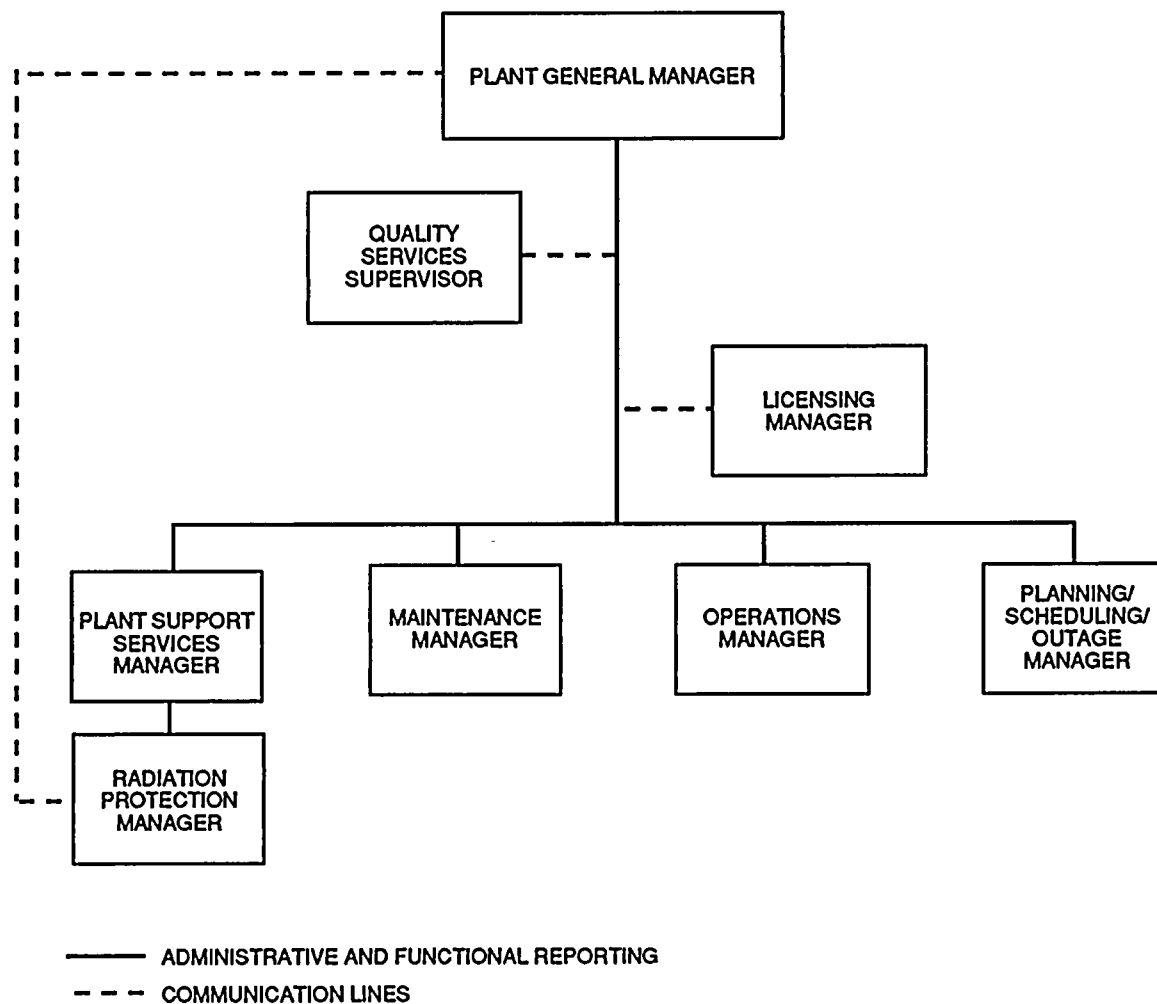 PLANT GENERAL MANAGER
QUALITY
SERVICES
SUPERVISOR
LICENSING
MANAGER
PLANT SUPPORT
SERVICES
MANAGER
MAINTENANCE
MANAGER
OPERATIONS
MANAGER
PLANNING/
SCHEDULING/
OUTAGE
MANAGER
RADIATION
PROTECTION
MANAGER
ADMINISTRATIVE AND FUNCTIONAL REPORTING
COMMUNICATION LINES